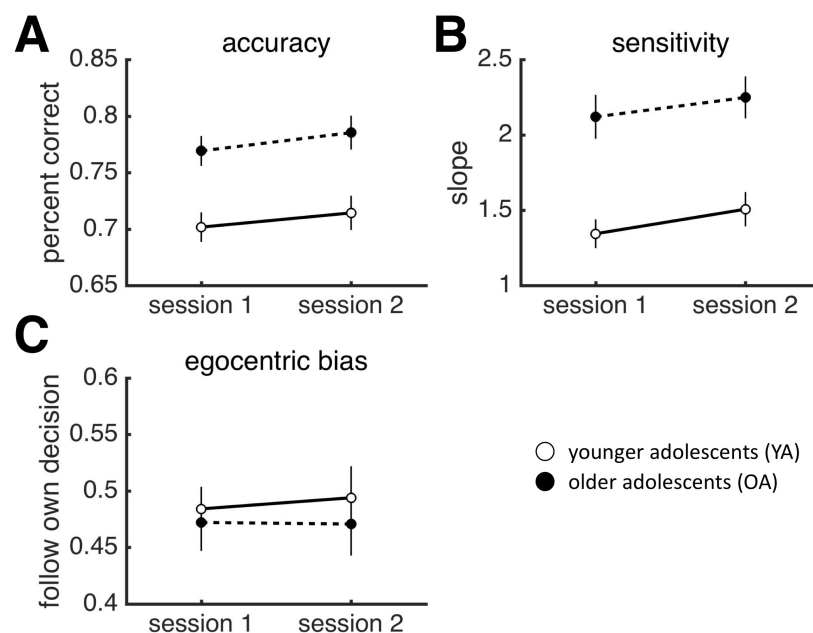 A
accuracy
percent correct
0.85
0.8
0.75
0.7
0.65
session 1 session 2
B
sensitivity
slope
2.5
2
1.5
1
session 1 session 2
C
egocentric bias
follow own decision
0.6
0.55
0.5
0.45
0.4
session 1 session 2
younger adolescents (YA)
older adolescents (OA)